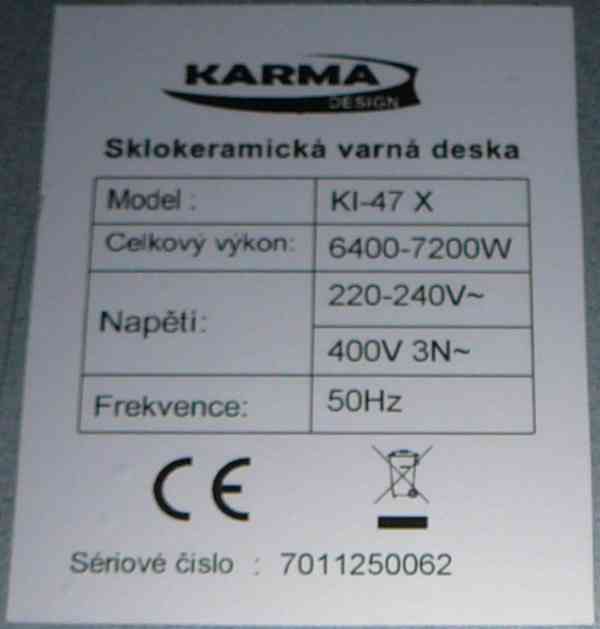 KARMA
DESIGN
Sklokeramická varná deska
Model : KI-47 X
Celkový výkon: 6400-7200W
Napětí: 220-240V~
400V 3N~
Frekvence: 50Hz
CE
Sériové číslo : 7011250062